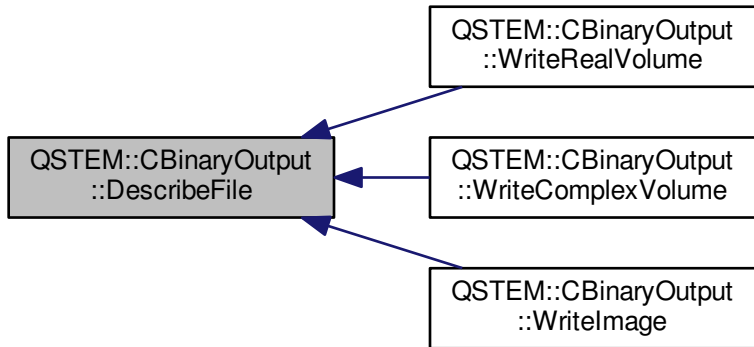 QSTEM::CBinaryOutput
::WriteRealVolume
QSTEM::CBinaryOutput
::DescribeFile
QSTEM::CBinaryOutput
::WriteComplexVolume
QSTEM::CBinaryOutput
::WriteImage